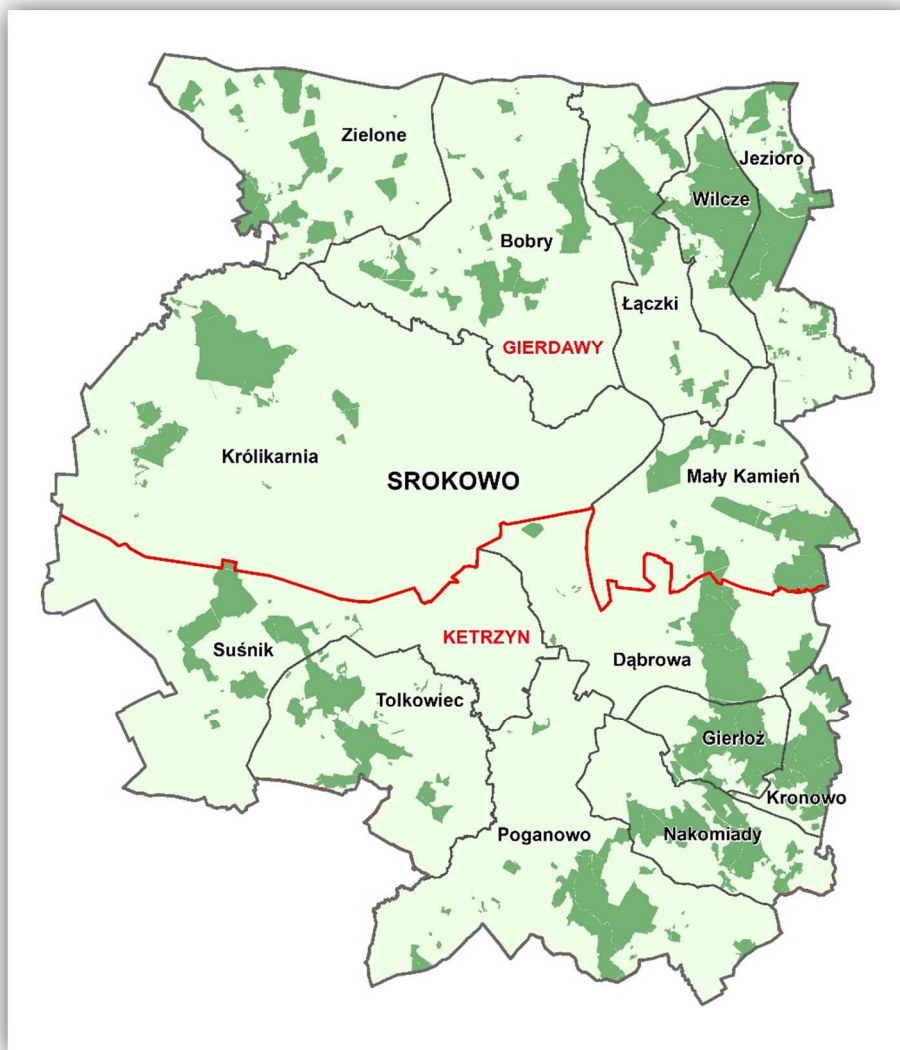 Zielone
Jezioro
Wilcze
Bobry
Łączki
GIERDAWY
Królikarnia
SROKOWO
Mały Kamień
KETRZYN
Suśnik
Dąbrowa
Tolkowiec
Gierłoż
Kronowo
Poganowo
Nakomiady